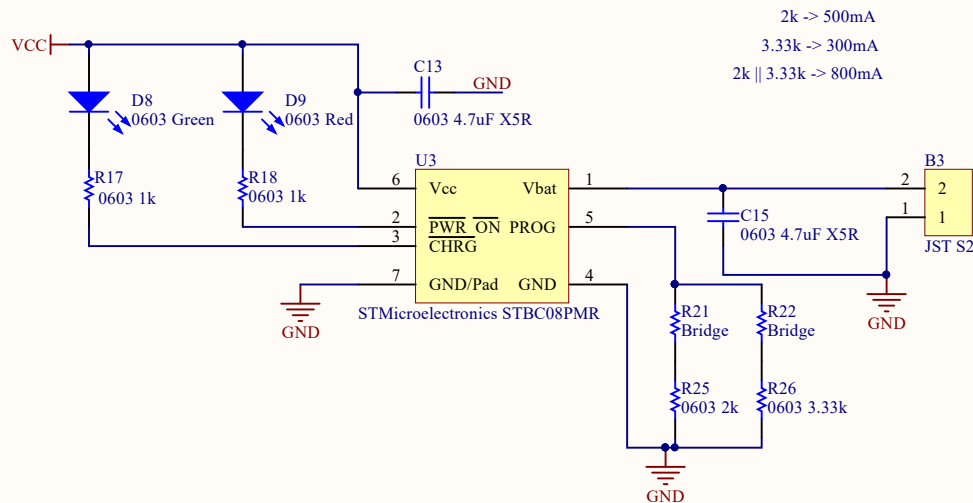 2k -> 500mA
3.33k -> 300mA
2k || 3.33k -> 800mA
VCC
C13
GND
0603 4.7uF X5R
D8
0603 Green
D9
0603 Red
R17
0603 1k
R18
0603 1k
U3
6
Vcc
Vbat
1
2
PWR ON
PROG
5
3
CHRG
7
GND/Pad
GND
4
STMicroelectronics STBC08PMR
GND
B3
2
2
1
1
JST S2
C15
0603 4.7uF X5R
GND
R21
Bridge
R22
Bridge
R25
0603 2k
R26
0603 3.33k
GND